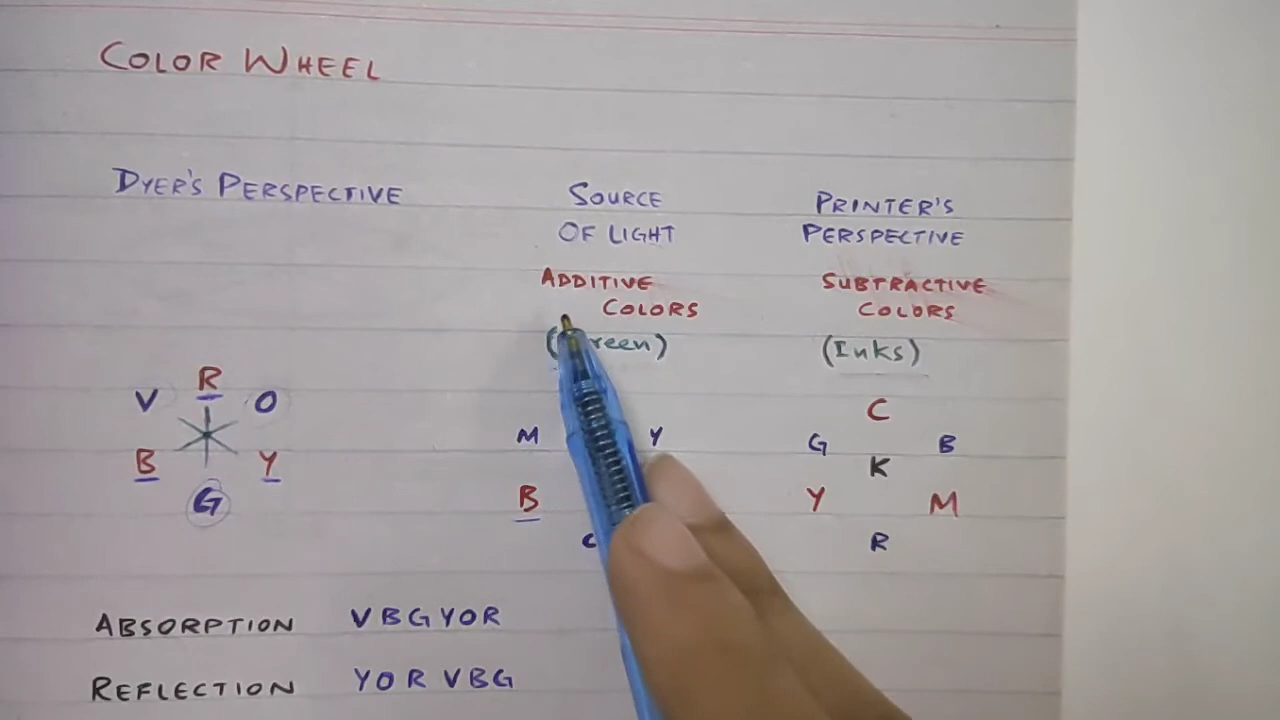 COLOR WHEEL
DYER'S PERSPECTIVE
SOURCE
OF LIGHT
ADDITIVE
COLORS
PRINTER'S
PERSPECTIVE
SUBTRACTIVE
COLORS
(Inks)
R
V O
B Y
G
M Y
B
C
C
G B
K
Y M
R
ABSORPTION VBGYOR
REFLECTION YOR VBG